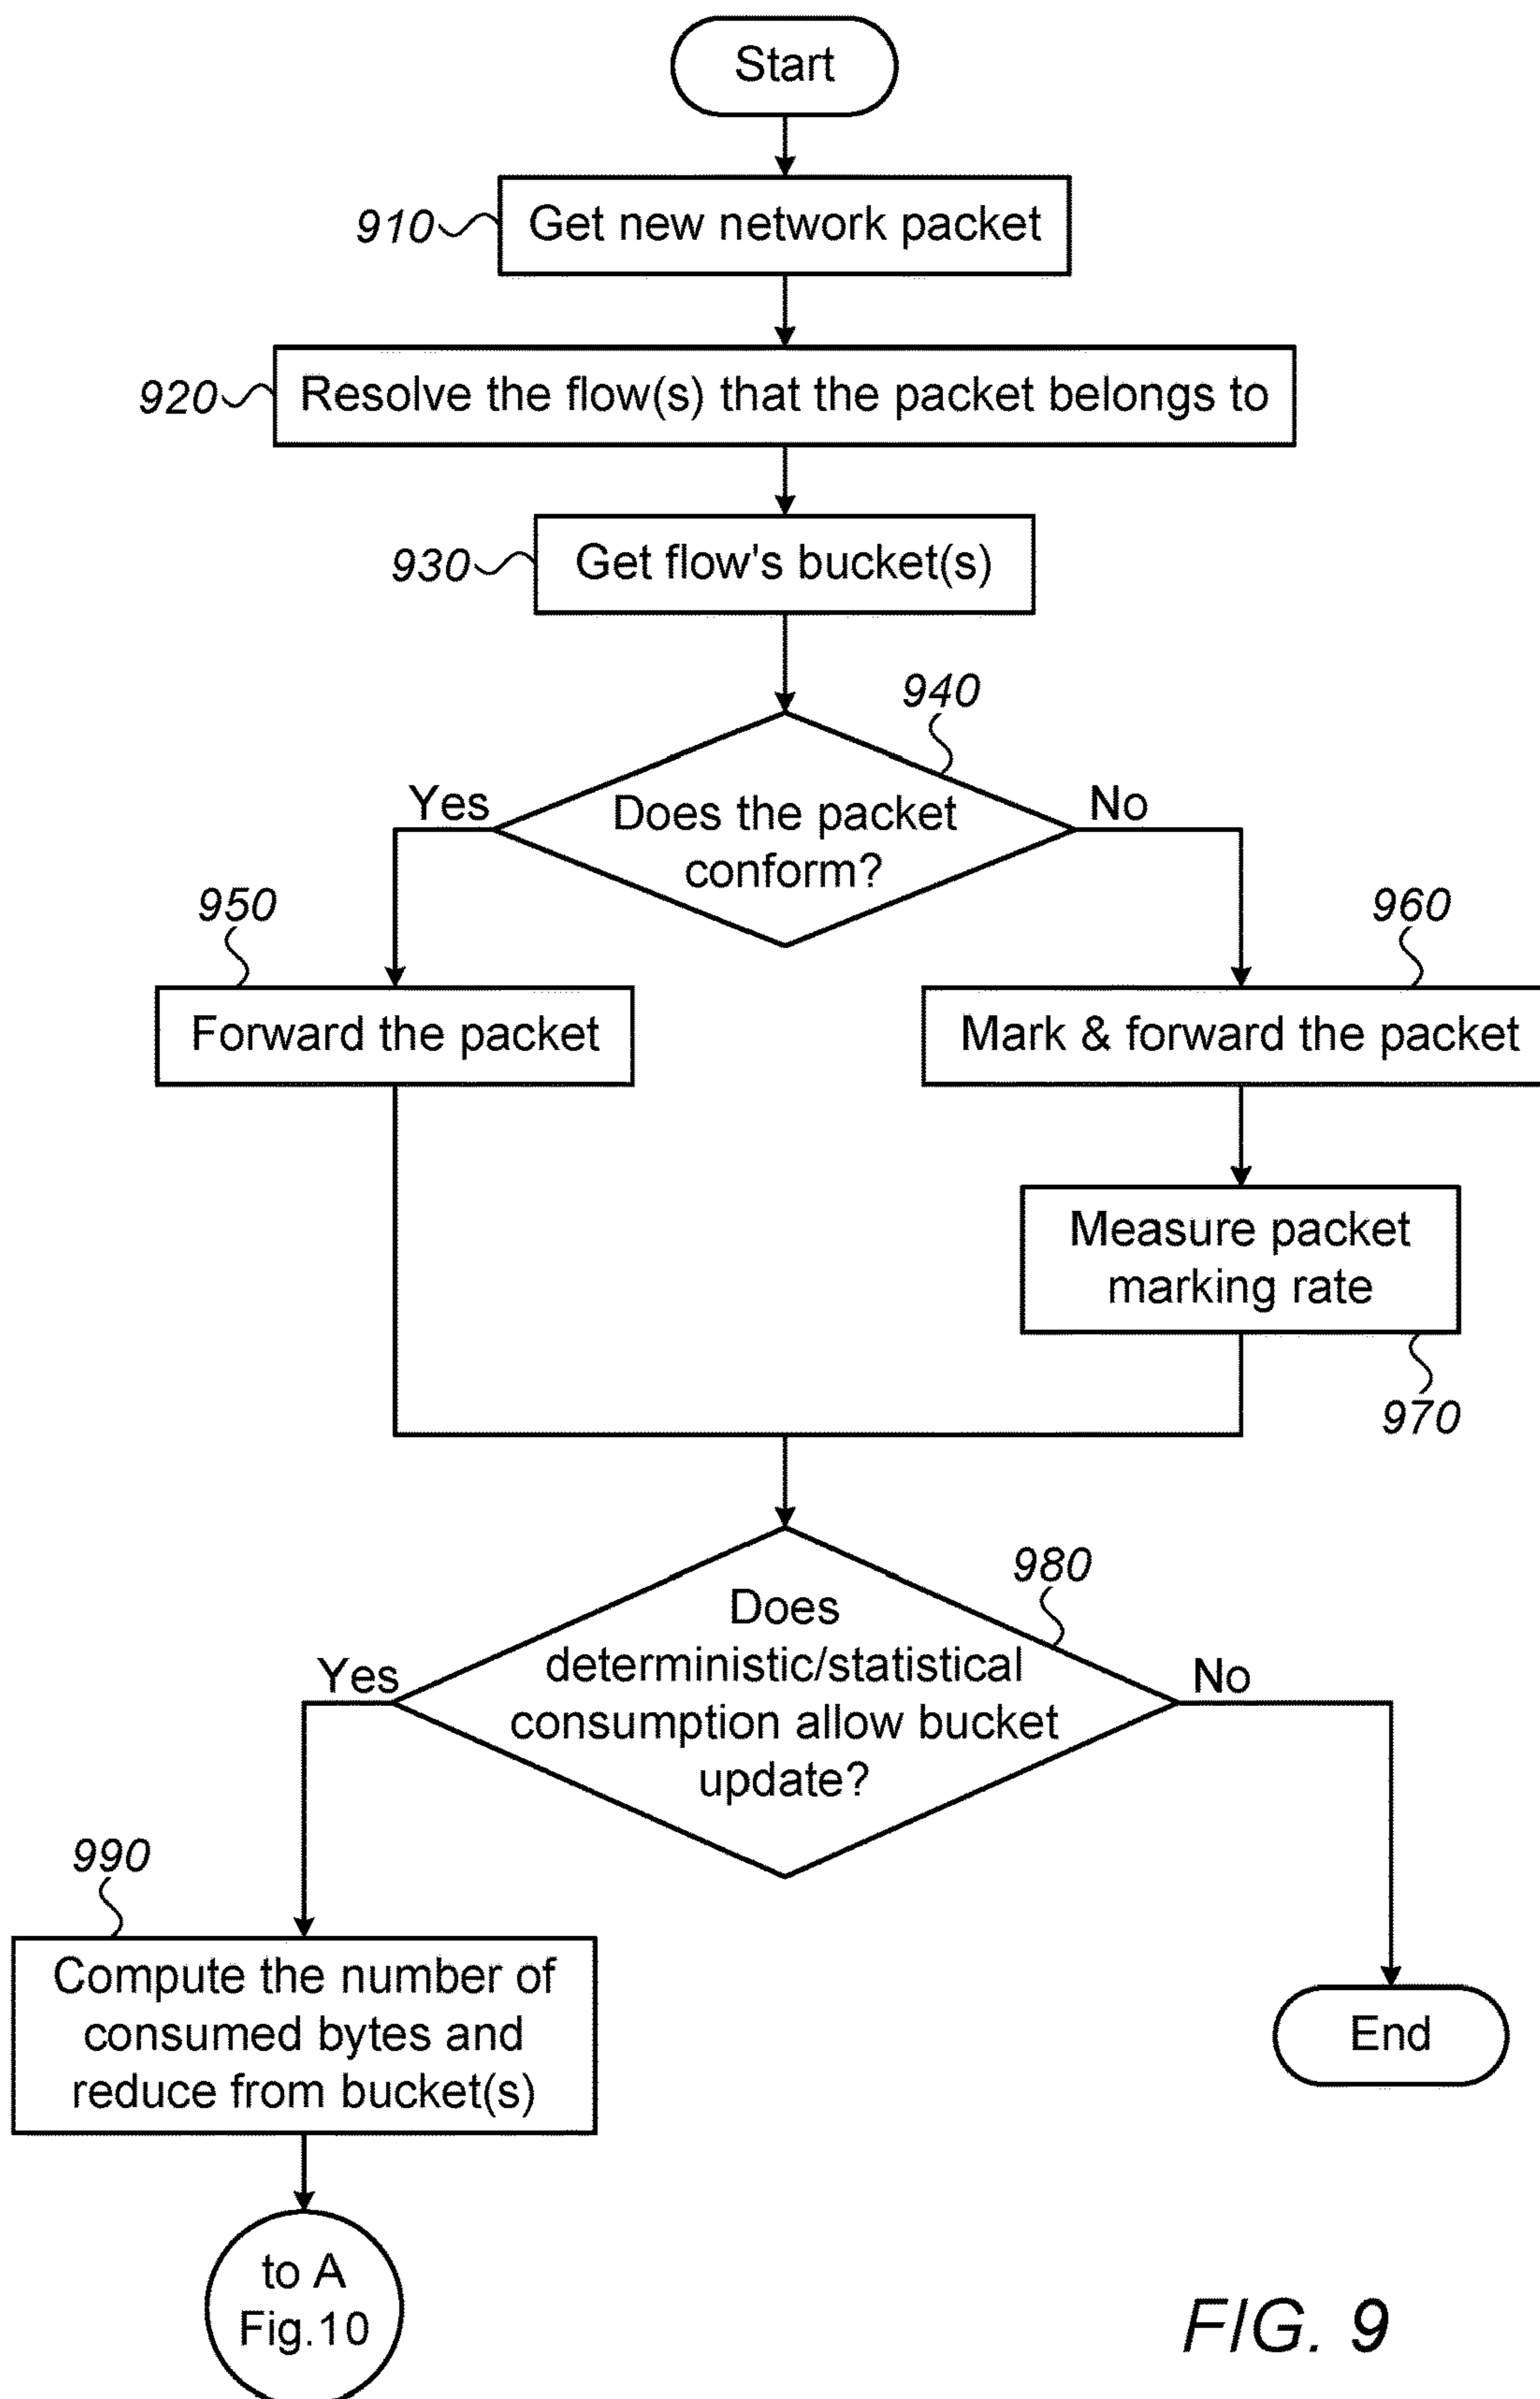 Start
910
Get new network packet
920
Resolve the flow(s) that the packet belongs to
930
Get flow's bucket(s)
940
Yes
No
Does the packet
conform?
950
960
Forward the packet
Mark & forward the packet
Measure packet
marking rate
970
980
Does
deterministic/statistical
consumption allow bucket
update?
Yes
No
990
Compute the number of
consumed bytes and
reduce from bucket(s)
End
to A
Fig.10
FIG. 9